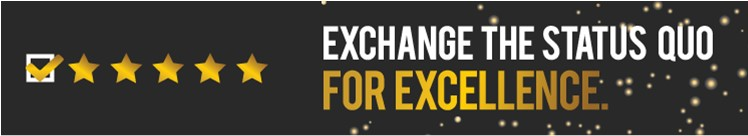 EXCHANGE THE STATUS QUO
FOR EXCELLENCE.